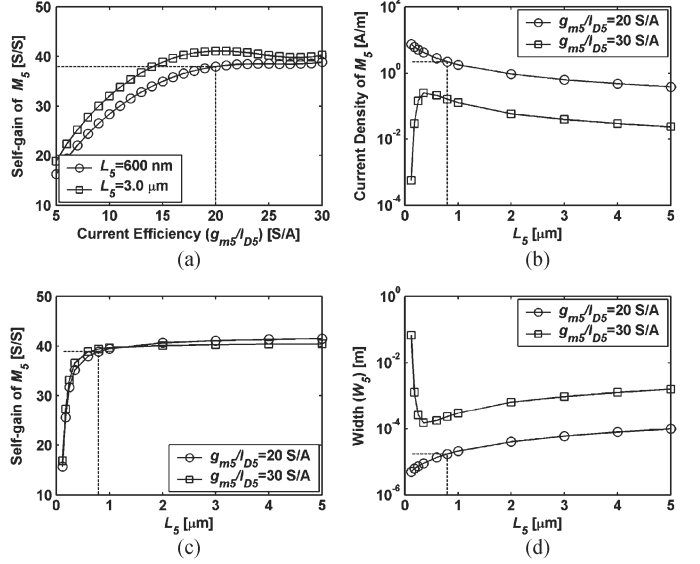 50
40
30
20
10
Self-gain of M5 [S/S]
L5=600 nm
L5=3.0 μm
5 10 15 20 25 30
Current Efficiency (gm5/ID5) [S/A]
(a)
10^2
10^0
10^-2
10^-4
Current Density of M5 [A/m]
gm5/ID5=20 S/A
gm5/ID5=30 S/A
0 1 2 3 4 5
L5 [μm]
(b)
50
40
30
20
10
Self-gain of M5 [S/S]
gm5/ID5=20 S/A
gm5/ID5=30 S/A
0 1 2 3 4 5
L5 [μm]
(c)
10^0
10^-2
10^-4
10^-6
Width (W5) [m]
gm5/ID5=20 S/A
gm5/ID5=30 S/A
0 1 2 3 4 5
L5 [μm]
(d)